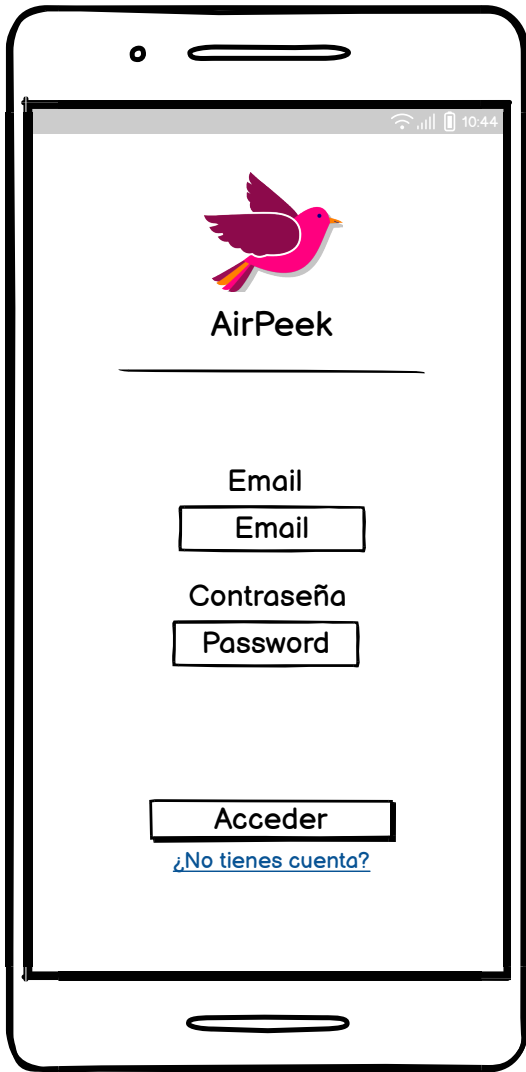 10:44
AirPeek
Email
Email
Contraseña
Password
Acceder
¿No tienes cuenta?